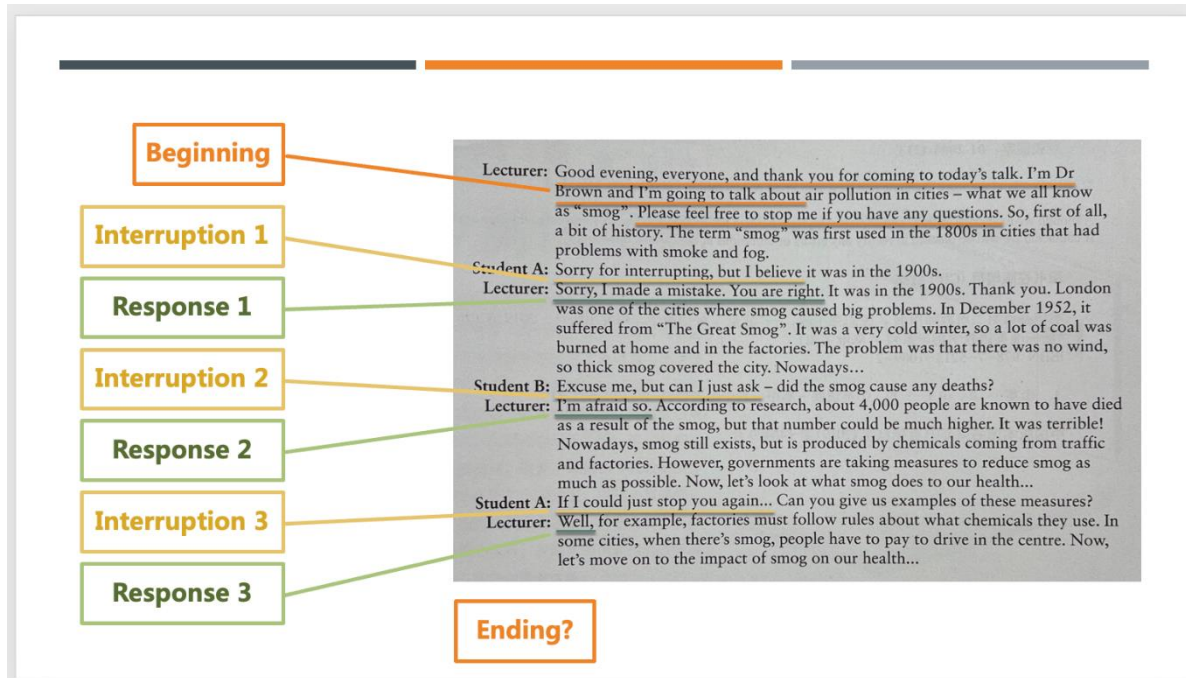 Beginning
Interruption 1
Response 1
Interruption 2
Response 2
Interruption 3
Response 3
Lecturer: Good evening, everyone, and thank you for coming to today's talk. I'm Dr
Brown and I'm going to talk about air pollution in cities – what we all know
as "smog". Please feel free to stop me if you have any questions. So, first of all,
a bit of history. The term "smog" was first used in the 1800s in cities that had
problems with smoke and fog.
Student A: Sorry for interrupting, but I believe it was in the 1900s.
Lecturer: Sorry, I made a mistake. You are right. It was in the 1900s. Thank you. London
was one of the cities where smog caused big problems. In December 1952, it
suffered from "The Great Smog". It was a very cold winter, so a lot of coal was
burned at home and in the factories. The problem was that there was no wind,
so thick smog covered the city. Nowadays...
Student B: Excuse me, but can I just ask – did the smog cause any deaths?
Lecturer: I'm afraid so. According to research, about 4,000 people are known to have died
as a result of the smog, but that number could be much higher. It was terrible!
Nowadays, smog still exists, but is produced by chemicals coming from traffic
and factories. However, governments are taking measures to reduce smog as
much as possible. Now, let's look at what smog does to our health...
Student A: If I could just stop you again... Can you give us examples of these measures?
Lecturer: Well, for example, factories must follow rules about what chemicals they use. In
some cities, when there's smog, people have to pay to drive in the centre. Now,
let's move on to the impact of smog on our health...
Ending?